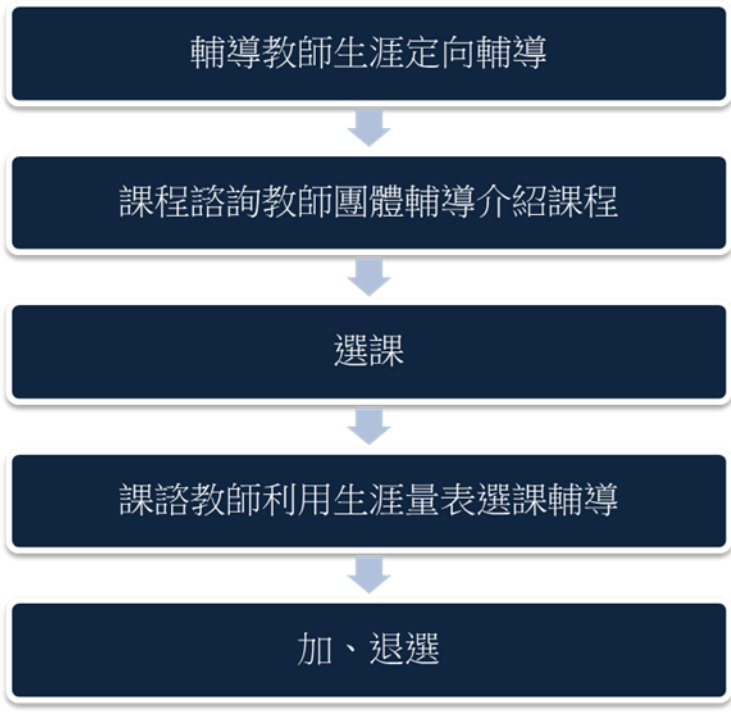 輔導教師生涯定向輔導
課程諮詢教師團體輔導介紹課程
選課
課諮教師利用生涯量表選課輔導
加、退選